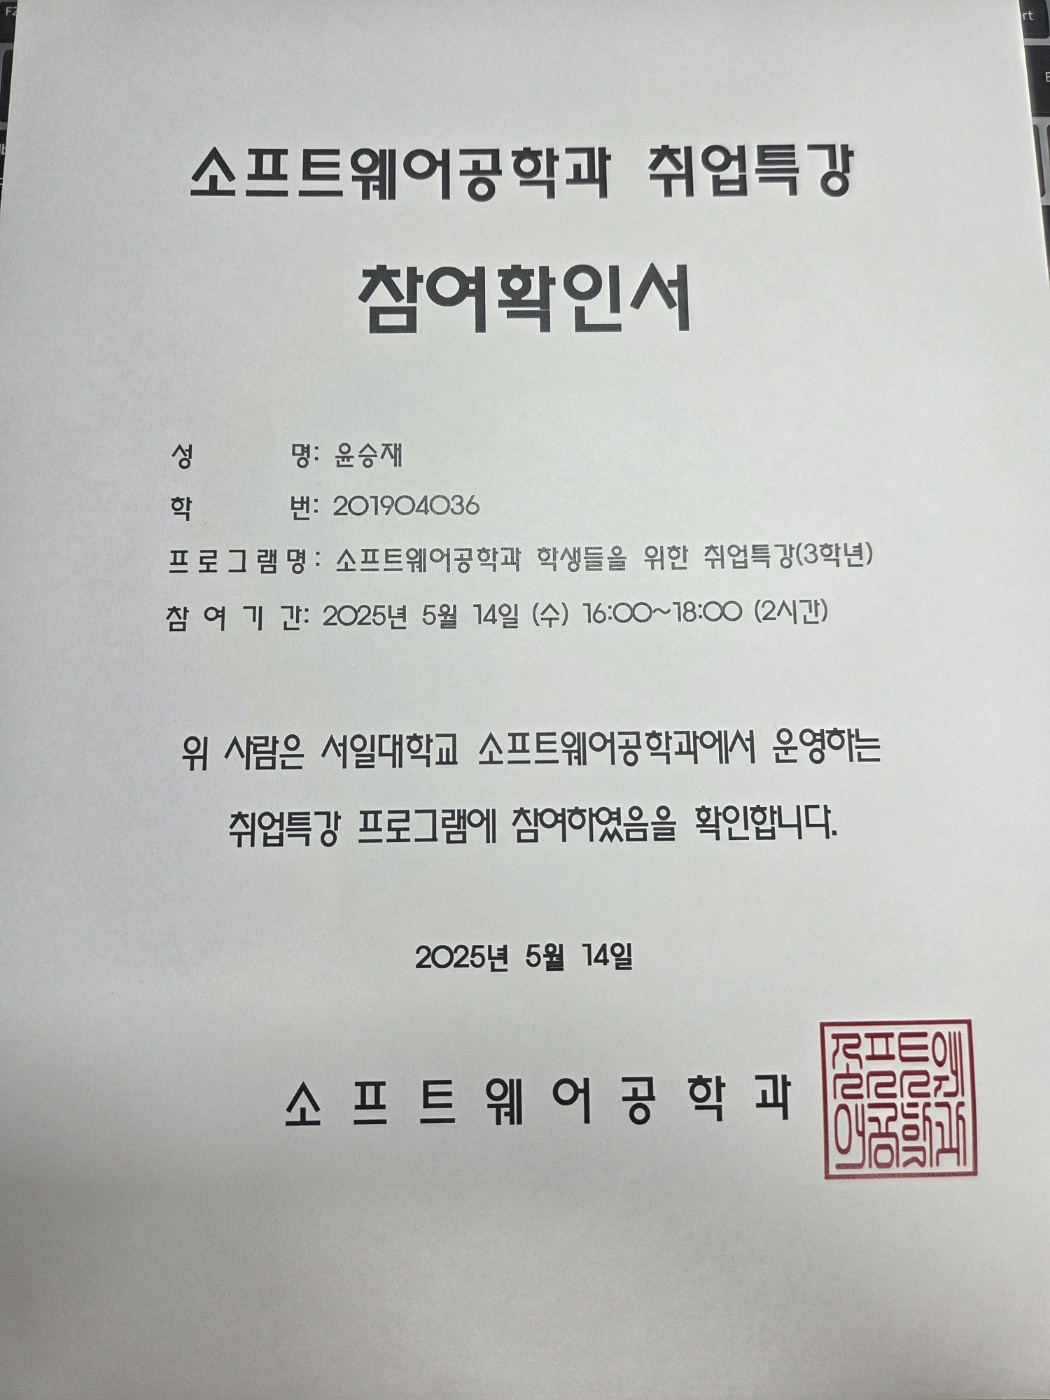 소프트웨어공학과 취업특강
참여확인서
성 명: 윤승재
학 번: 201904036
프로그램명: 소프트웨어공학과 학생들을 위한 취업특강(3학년)
참여기간: 2025년 5월 14일 (수) 16:00~18:00 (2시간)
위 사람은 서일대학교 소프트웨어공학과에서 운영하는
취업특강 프로그램에 참여하였음을 확인합니다.
2025년 5월 14일
소프트웨어공학과